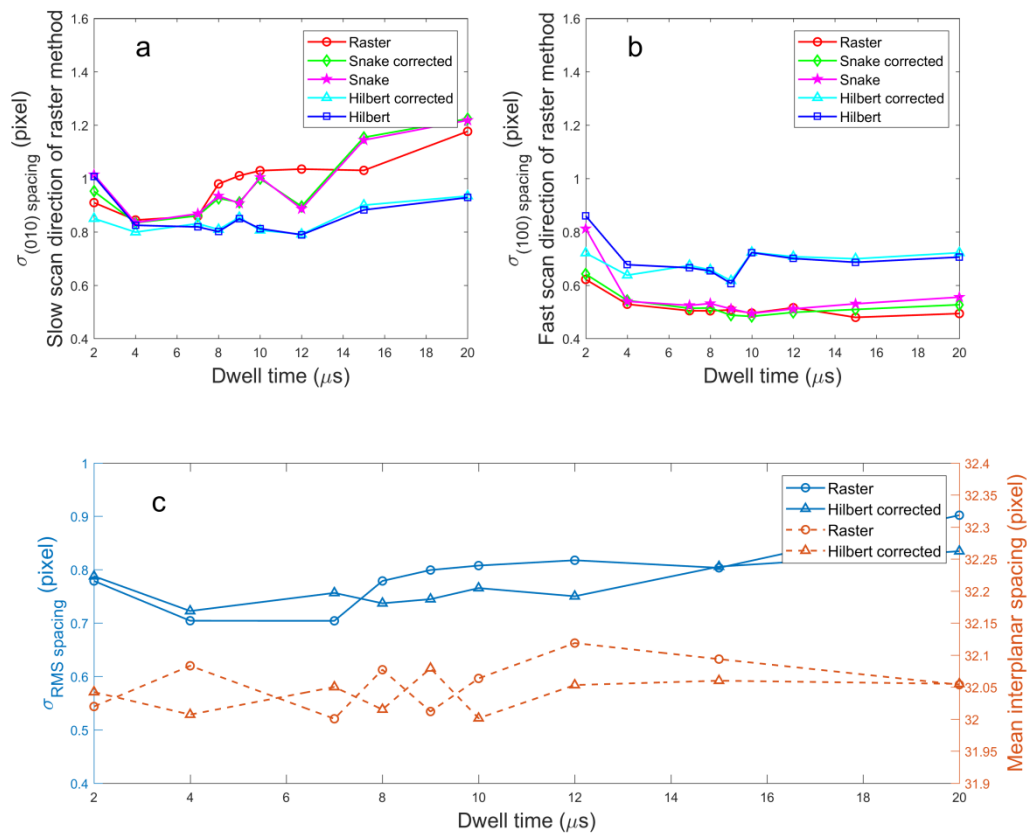 a
σ(010) spacing (pixel)
Slow scan direction of raster method
1.6
1.4
1.2
1
0.8
0.6
0.4
2 4 6 8 10 12 14 16 18 20
Dwell time (μs)
Raster
Snake corrected
Snake
Hilbert corrected
Hilbert
b
σ(100) spacing (pixel)
Fast scan direction of raster method
1.6
1.4
1.2
1
0.8
0.6
0.4
2 4 6 8 10 12 14 16 18 20
Dwell time (μs)
Raster
Snake corrected
Snake
Hilbert corrected
Hilbert
c
σRMS spacing (pixel)
1
0.9
0.8
0.7
0.6
0.5
0.4
2 4 6 8 10 12 14 16 18 20
Dwell time (μs)
Raster
Hilbert corrected
Raster
Hilbert corrected
32.4
32.35
32.3
32.25
32.2
32.15
32.1
32.05
32
31.95
31.9
Mean interplanar spacing (pixel)